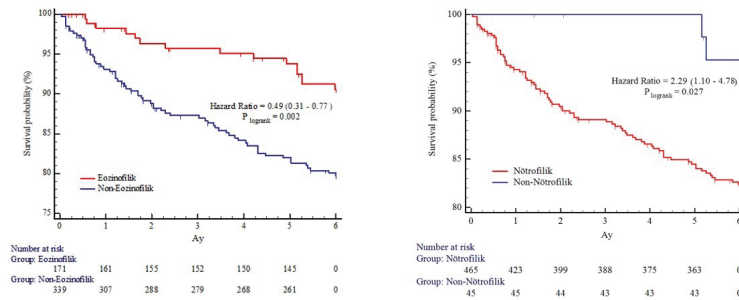 100
95
90
85
80
75
Survival probability (%)
Hazard Ratio = 0.49 (0.31 - 0.77)
P logrank = 0.002
Eozinofilik
Non-Eozinofilik
0 1 2 3 4 5 6
Ay
Number at risk
Group: Eozinofilik
171 161 155 152 150 145 0
Group: Non-Eozinofilik
339 307 288 279 268 261 0
100
95
90
85
80
Survival probability (%)
Hazard Ratio = 2.29 (1.10 - 4.78)
P logrank = 0.027
Nötrofilik
Non-Nötrofilik
0 1 2 3 4 5 6
Ay
Number at risk
Group: Nötrofilik
465 423 399 388 375 363 0
Group: Non-Nötrofilik
45 45 44 43 43 43 0